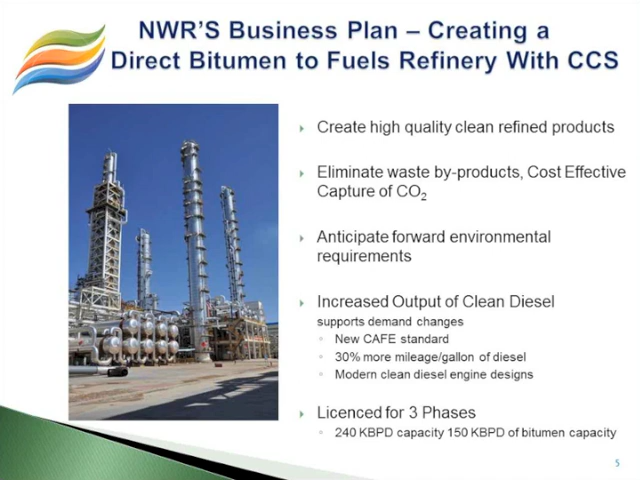 NWR'S Business Plan – Creating a
Direct Bitumen to Fuels Refinery With CCS
Create high quality clean refined products
Eliminate waste by-products, Cost Effective
Capture of CO₂
Anticipate forward environmental
requirements
Increased Output of Clean Diesel
supports demand changes
New CAFE standard
30% more mileage/gallon of diesel
Modern clean diesel engine designs
Licenced for 3 Phases
240 KBPD capacity 150 KBPD of bitumen capacity
5